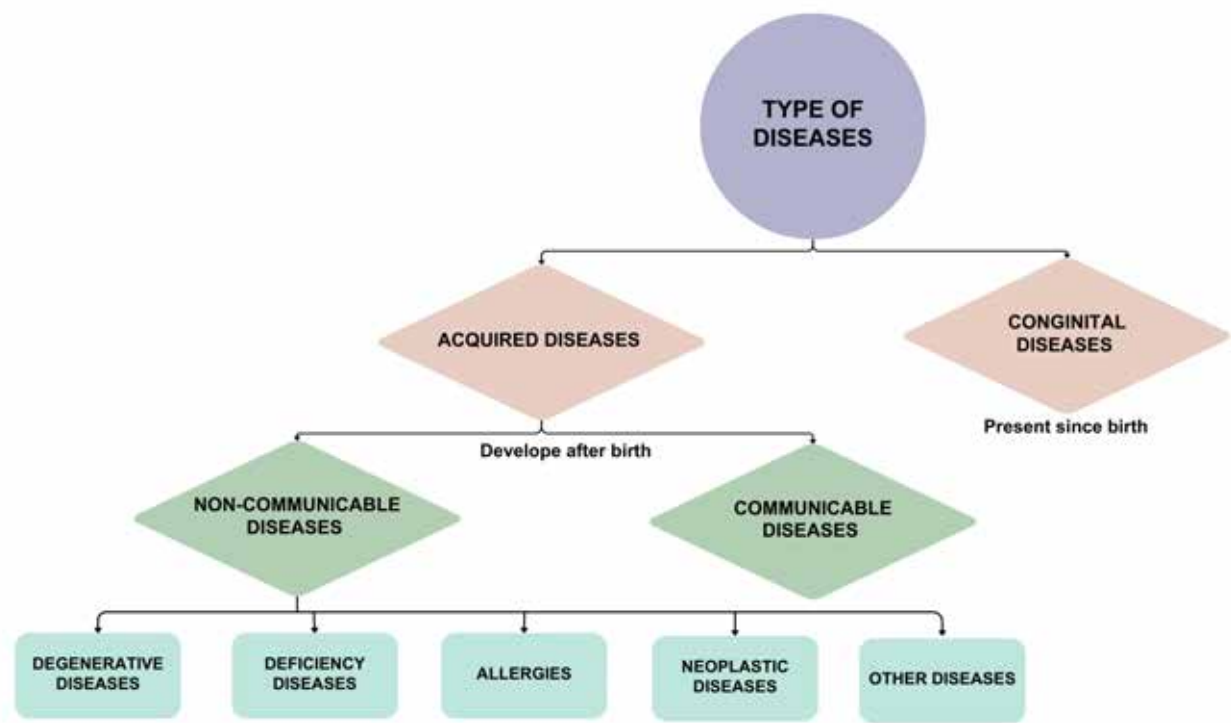 TYPE OF
DISEASES
ACQUIRED DISEASES
CONGINITAL
DISEASES
Develope after birth
Present since birth
NON-COMMUNICABLE
DISEASES
COMMUNICABLE
DISEASES
DEGENERATIVE
DISEASES
DEFICIENCY
DISEASES
ALLERGIES
NEOPLASTIC
DISEASES
OTHER DISEASES